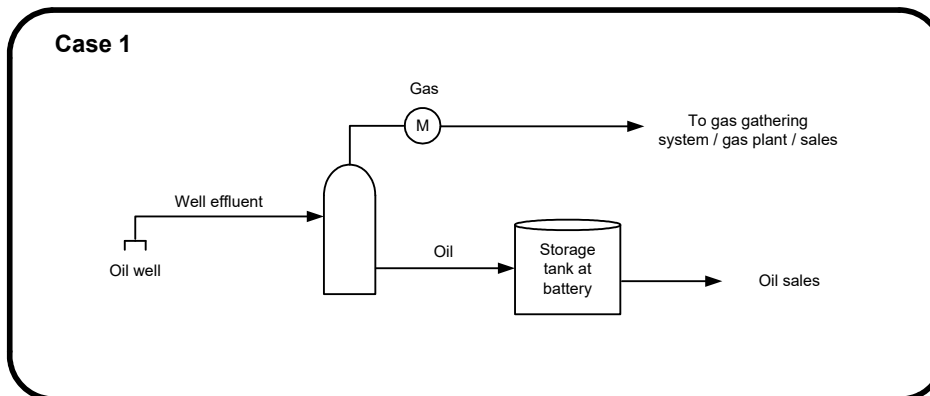 Case 1
Gas
M
To gas gathering
system / gas plant / sales
Well effluent
Oil well
Oil
Storage
tank at
battery
Oil sales